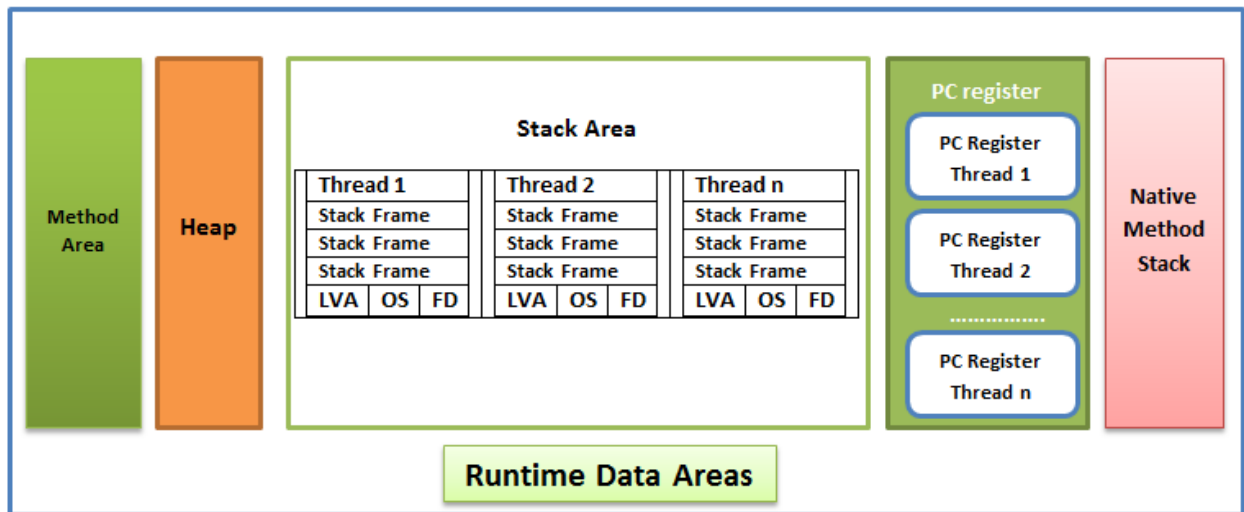 Method
Area
Heap
Stack Area
Thread 1
Stack Frame
Stack Frame
Stack Frame
LVA OS FD
Thread 2
Stack Frame
Stack Frame
Stack Frame
LVA OS FD
Thread n
Stack Frame
Stack Frame
Stack Frame
LVA OS FD
PC register
PC Register
Thread 1
PC Register
Thread 2
................
PC Register
Thread n
Native
Method
Stack
Runtime Data Areas